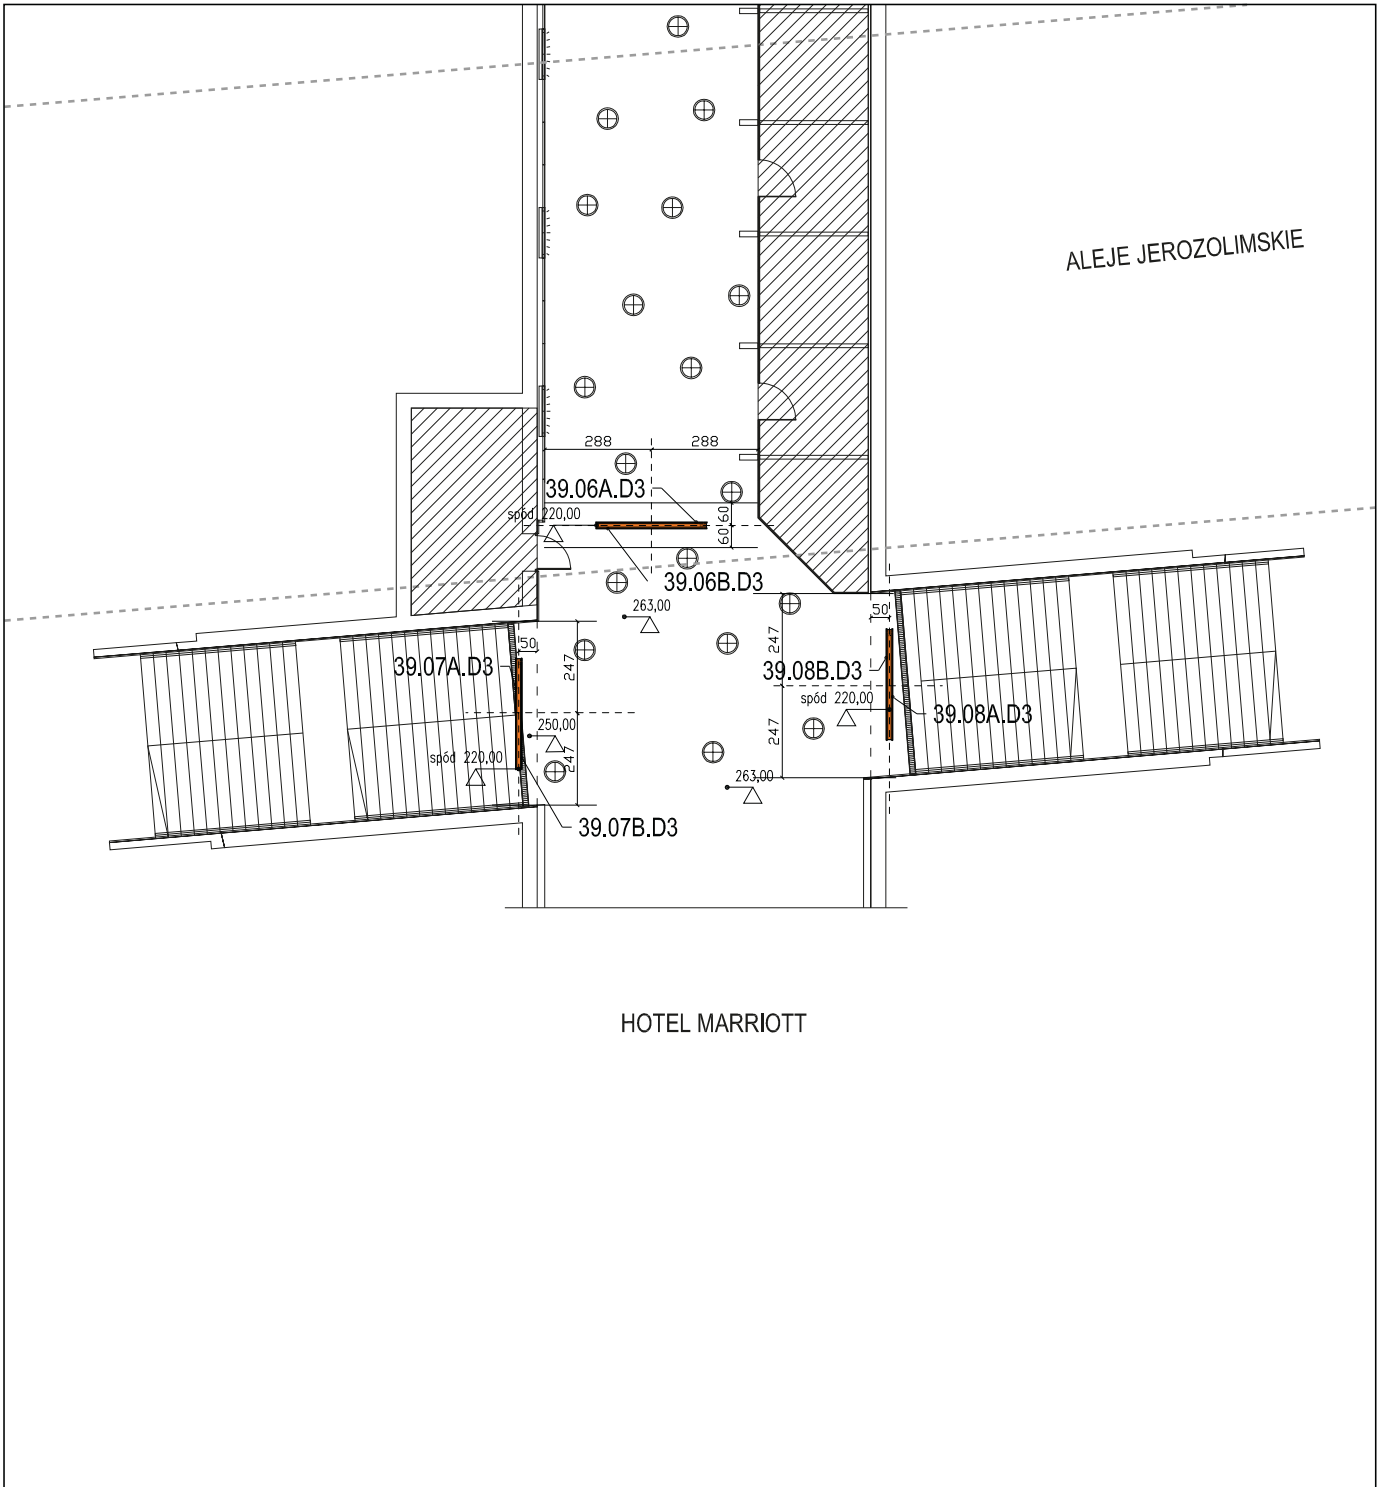 ALEJE JEROZOLIMSKIE
288 288
39.06A.D3
spód 220,00
60 60
39.06B.D3
263,00
50
50
247
247
39.07A.D3
39.08B.D3
spód 220,00
39.08A.D3
250,00
247
247
spód 220,00
263,00
39.07B.D3
HOTEL MARRIOTT